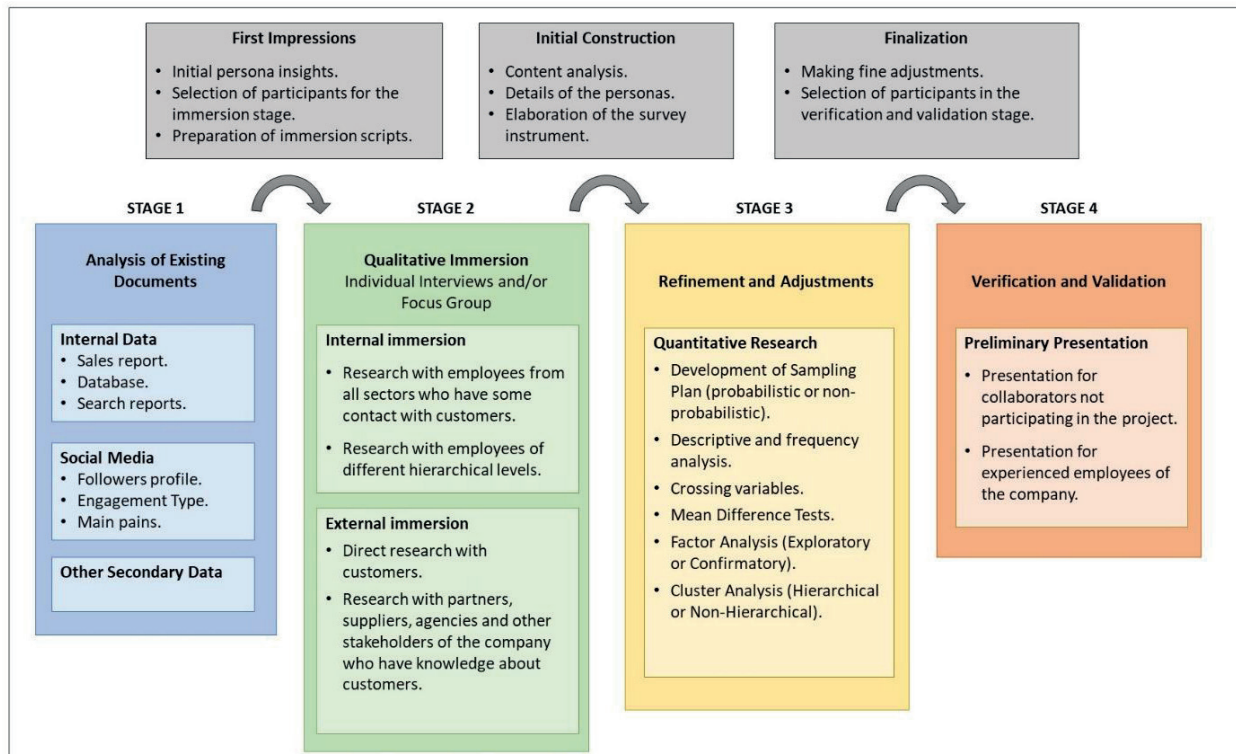 First Impressions
• Initial persona insights.
• Selection of participants for the
immersion stage.
• Preparation of immersion scripts.
Initial Construction
• Content analysis.
• Details of the personas.
• Elaboration of the survey
instrument.
Finalization
• Making fine adjustments.
• Selection of participants in the
verification and validation stage.
STAGE 1
Analysis of Existing
Documents
Internal Data
• Sales report.
• Database.
• Search reports.
Social Media
• Followers profile.
• Engagement Type.
• Main pains.
Other Secondary Data
STAGE 2
Qualitative Immersion
Individual Interviews and/or
Focus Group
Internal immersion
• Research with employees from
all sectors who have some
contact with customers.
• Research with employees of
different hierarchical levels.
External immersion
• Direct research with
customers.
• Research with partners,
suppliers, agencies and other
stakeholders of the company
who have knowledge about
customers.
STAGE 3
Refinement and Adjustments
Quantitative Research
• Development of Sampling
Plan (probabilistic or non-
probabilistic).
• Descriptive and frequency
analysis.
• Crossing variables.
• Mean Difference Tests.
• Factor Analysis (Exploratory
or Confirmatory).
• Cluster Analysis (Hierarchical
or Non-Hierarchical).
STAGE 4
Verification and Validation
Preliminary Presentation
• Presentation for
collaborators not
participating in the project.
• Presentation for
experienced employees of
the company.